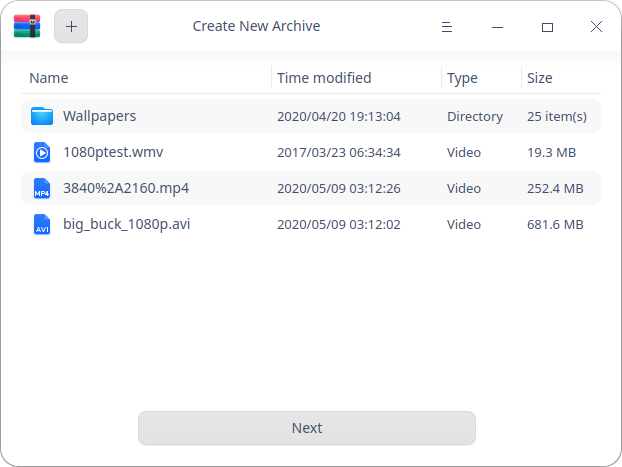 Create New Archive
Name Time modified Type Size
Wallpapers 2020/04/20 19:13:04 Directory 25 item(s)
1080ptest.wmv 2017/03/23 06:34:34 Video 19.3 MB
MP4 3840%2A2160.mp4 2020/05/09 03:12:26 Video 252.4 MB
AVI big_buck_1080p.avi 2020/05/09 03:12:02 Video 681.6 MB
Next